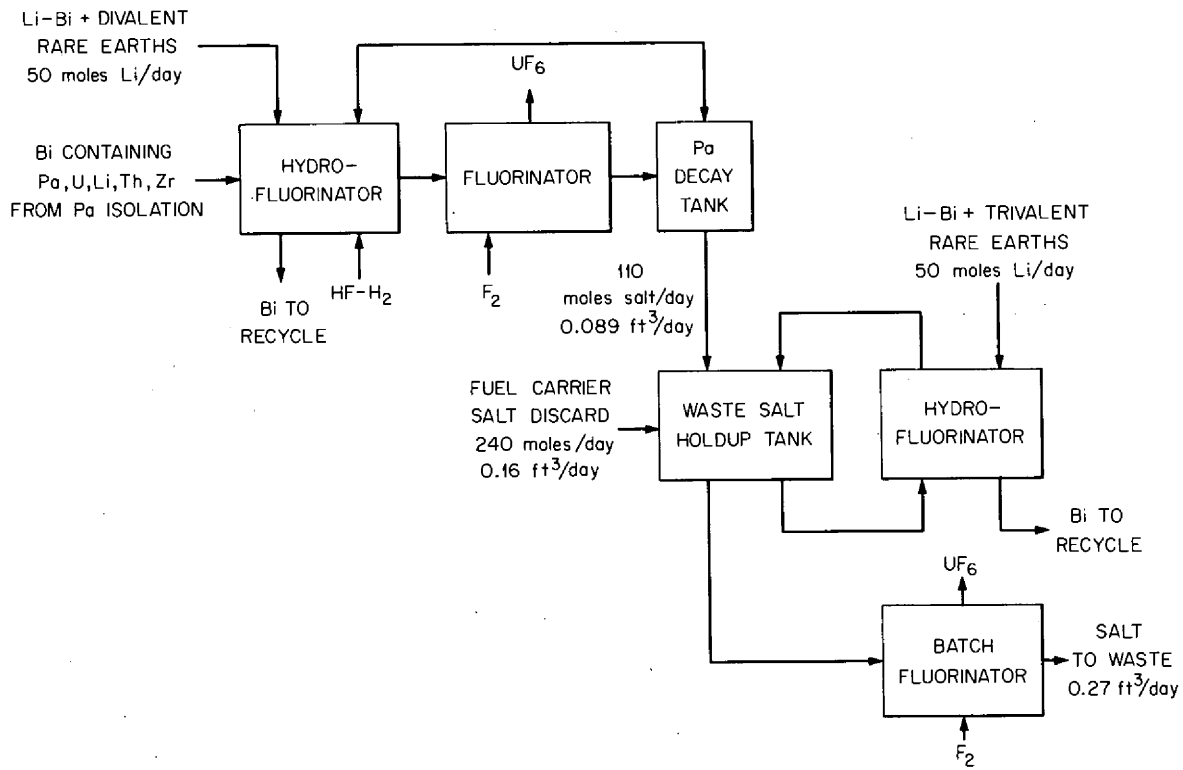 Li-Bi + DIVALENT
RARE EARTHS
50 moles Li/day
Bi CONTAINING
Pa, U, Li, Th, Zr
FROM Pa ISOLATION
HYDRO-
FLUORINATOR
Bi TO
RECYCLE
HF-H₂
UF₆
FLUORINATOR
F₂
Pa
DECAY
TANK
110
moles salt/day
0.089 ft³/day
Li-Bi + TRIVALENT
RARE EARTHS
50 moles Li/day
FUEL CARRIER
SALT DISCARD
240 moles/day
0.16 ft³/day
WASTE SALT
HOLDUP TANK
HYDRO-
FLUORINATOR
Bi TO
RECYCLE
UF₆
BATCH
FLUORINATOR
SALT
TO WASTE
0.27 ft³/day
F₂